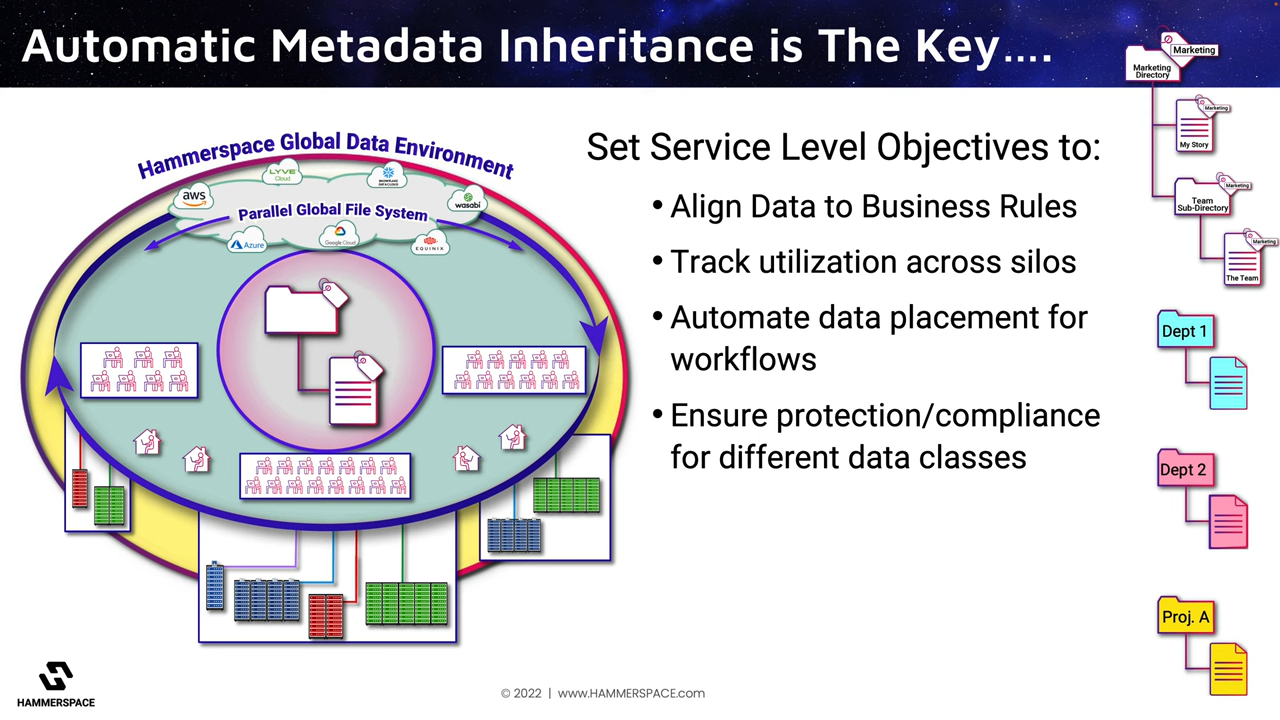 Automatic Metadata Inheritance is The Key....
Marketing
Marketing
Directory
Marketing
My Story
Marketing
Team
Sub-Directory
Marketing
The Team
Hammerspace Global Data Environment
LYVE
Cloud
SNOWFLAKE
DATA CLOUD
aws
wasabi
Parallel Global File System
Azure
Google Cloud
EQUINIX
Set Service Level Objectives to:
• Align Data to Business Rules
• Track utilization across silos
• Automate data placement for
workflows
• Ensure protection/compliance
for different data classes
Dept 1
Dept 2
Proj. A
HAMMERSPACE
© 2022 | www.HAMMERSPACE.com